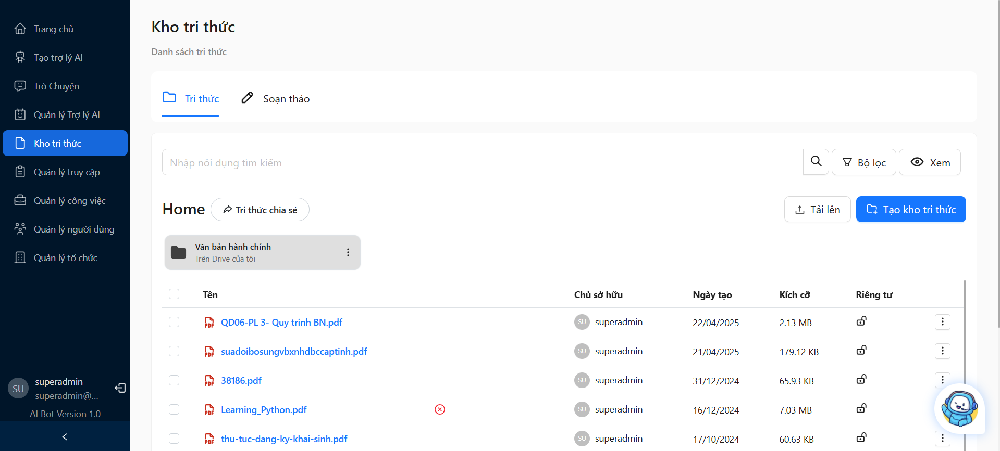 Trang chủ
Tạo trợ lý AI
Trò Chuyện
Quản lý Trợ lý AI
Kho tri thức
Quản lý truy cập
Quản lý công việc
Quản lý người dùng
Quản lý tổ chức
SU
superadmin
superadmin@...
AI Bot Version 1.0
Kho tri thức
Danh sách tri thức
Tri thức
Soạn thảo
Nhập nôi dụng tìm kiếm
Bộ lọc
Xem
Home
Tri thức chia sẻ
Tải lên
Tạo kho tri thức
Văn bản hành chính
Trên Drive của tôi
Tên Chủ sở hữu Ngày tạo Kích cỡ Riêng tư
PDF QD06-PL 3- Quy trinh BN.pdf SU superadmin 22/04/2025 2.13 MB
PDF suadoibosungvbxnhdbccaptinh.pdf SU superadmin 21/04/2025 179.12 KB
PDF 38186.pdf SU superadmin 31/12/2024 65.93 KB
PDF Learning_Python.pdf SU superadmin 16/12/2024 7.03 MB
PDF thu-tuc-dang-ky-khai-sinh.pdf SU superadmin 17/10/2024 60.63 KB